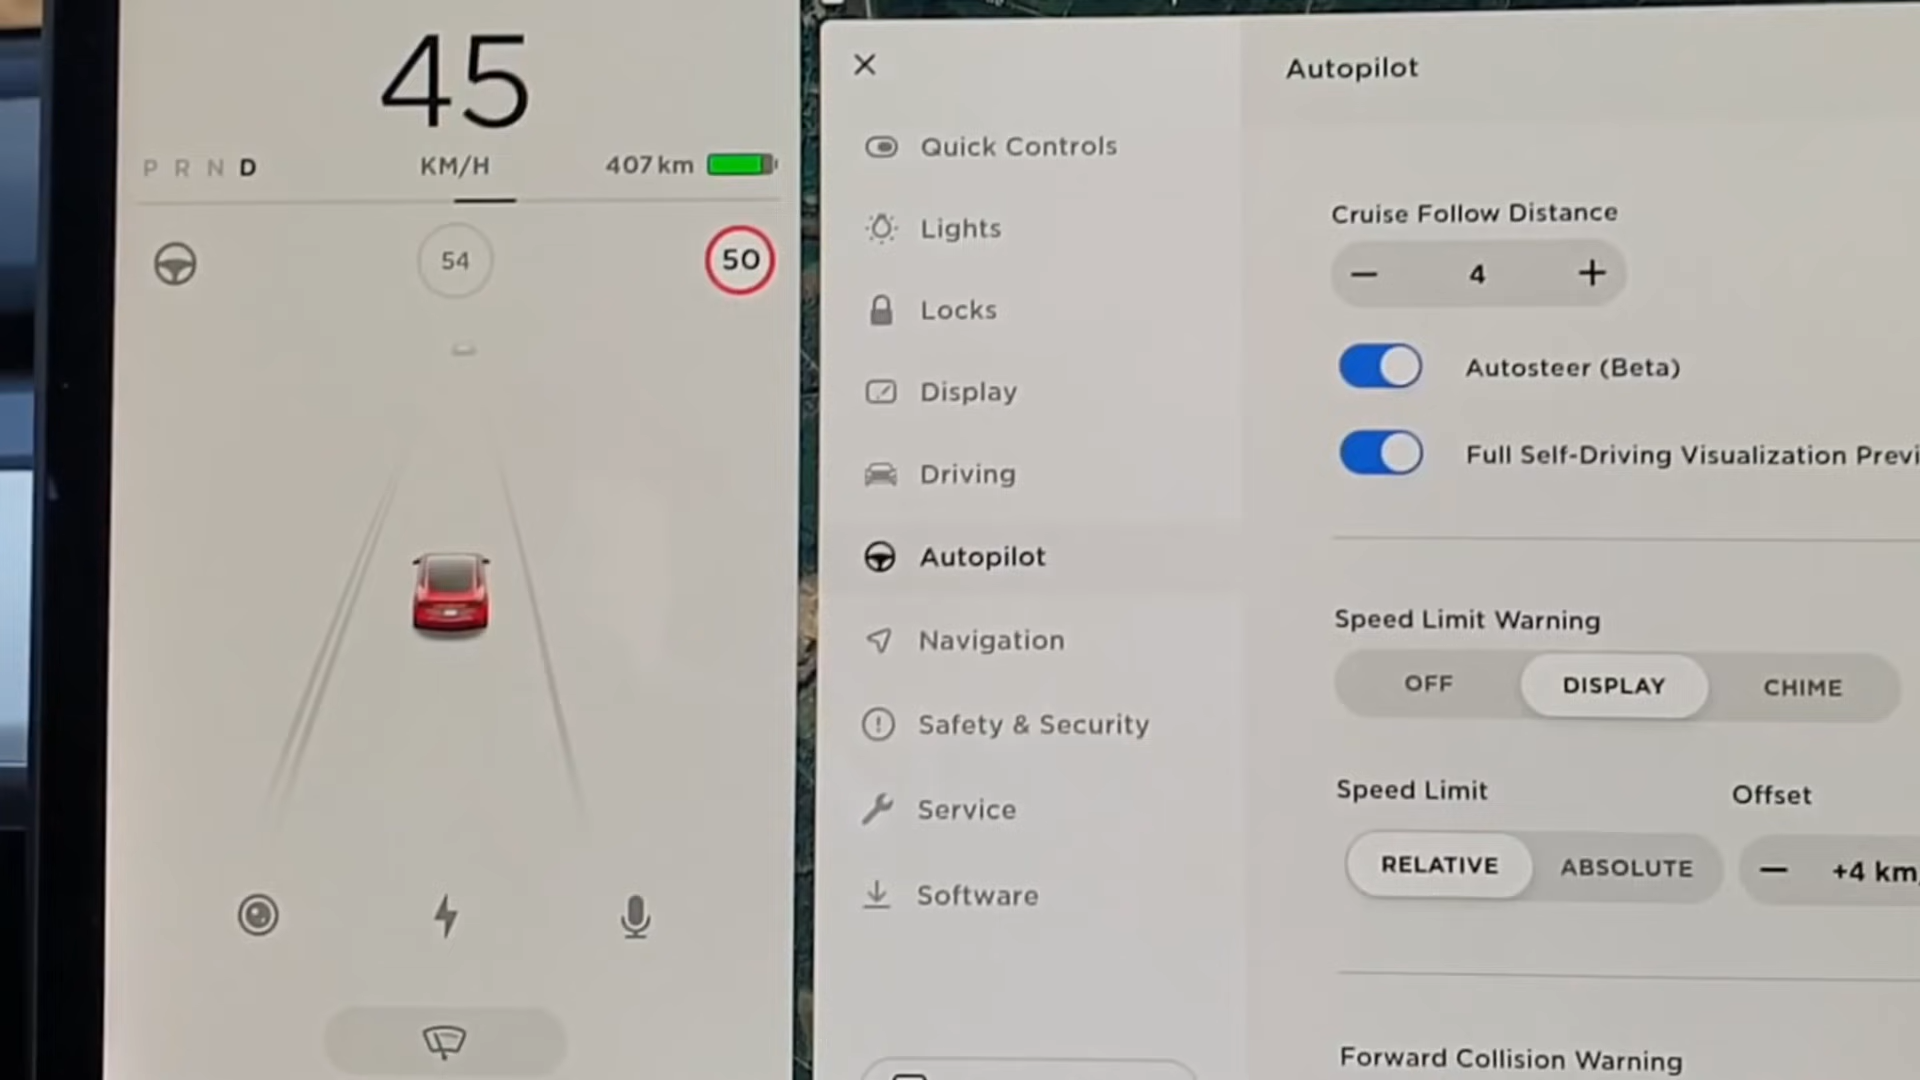 45
P R N D
KM/H
407 km
54
50
Quick Controls
Lights
Locks
Display
Driving
Autopilot
Navigation
Safety & Security
Service
Software
Autopilot
Cruise Follow Distance
− 4 +
Autosteer (Beta)
Full Self-Driving Visualization Previ
Speed Limit Warning
OFF DISPLAY CHIME
Speed Limit
Offset
RELATIVE ABSOLUTE
− +4 km
Forward Collision Warning